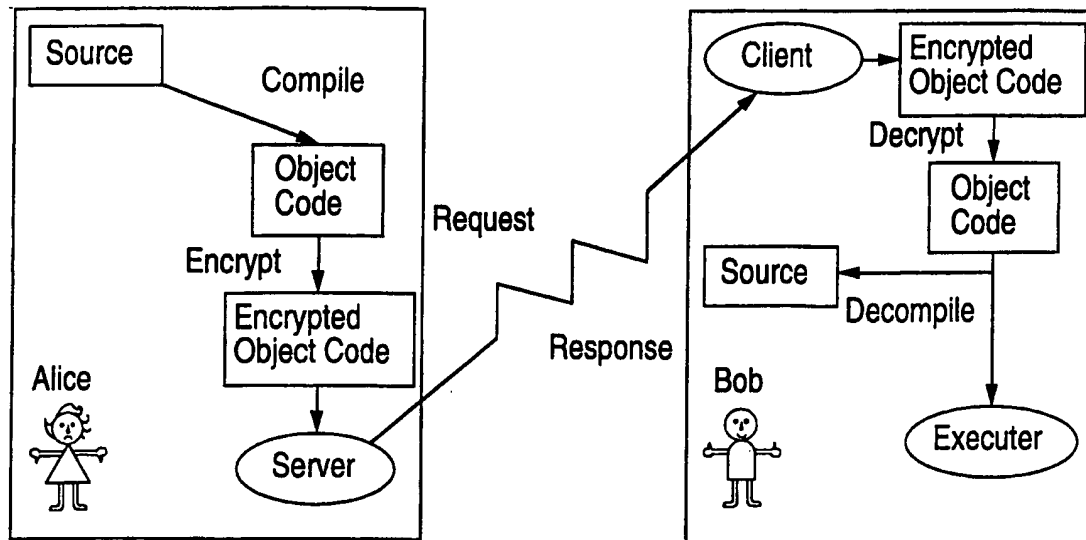 Source
Compile
Object
Code
Encrypt
Encrypted
Object Code
Alice
Server
Request
Response
Client
Encrypted
Object Code
Decrypt
Object
Code
Source
Decompile
Bob
Executer